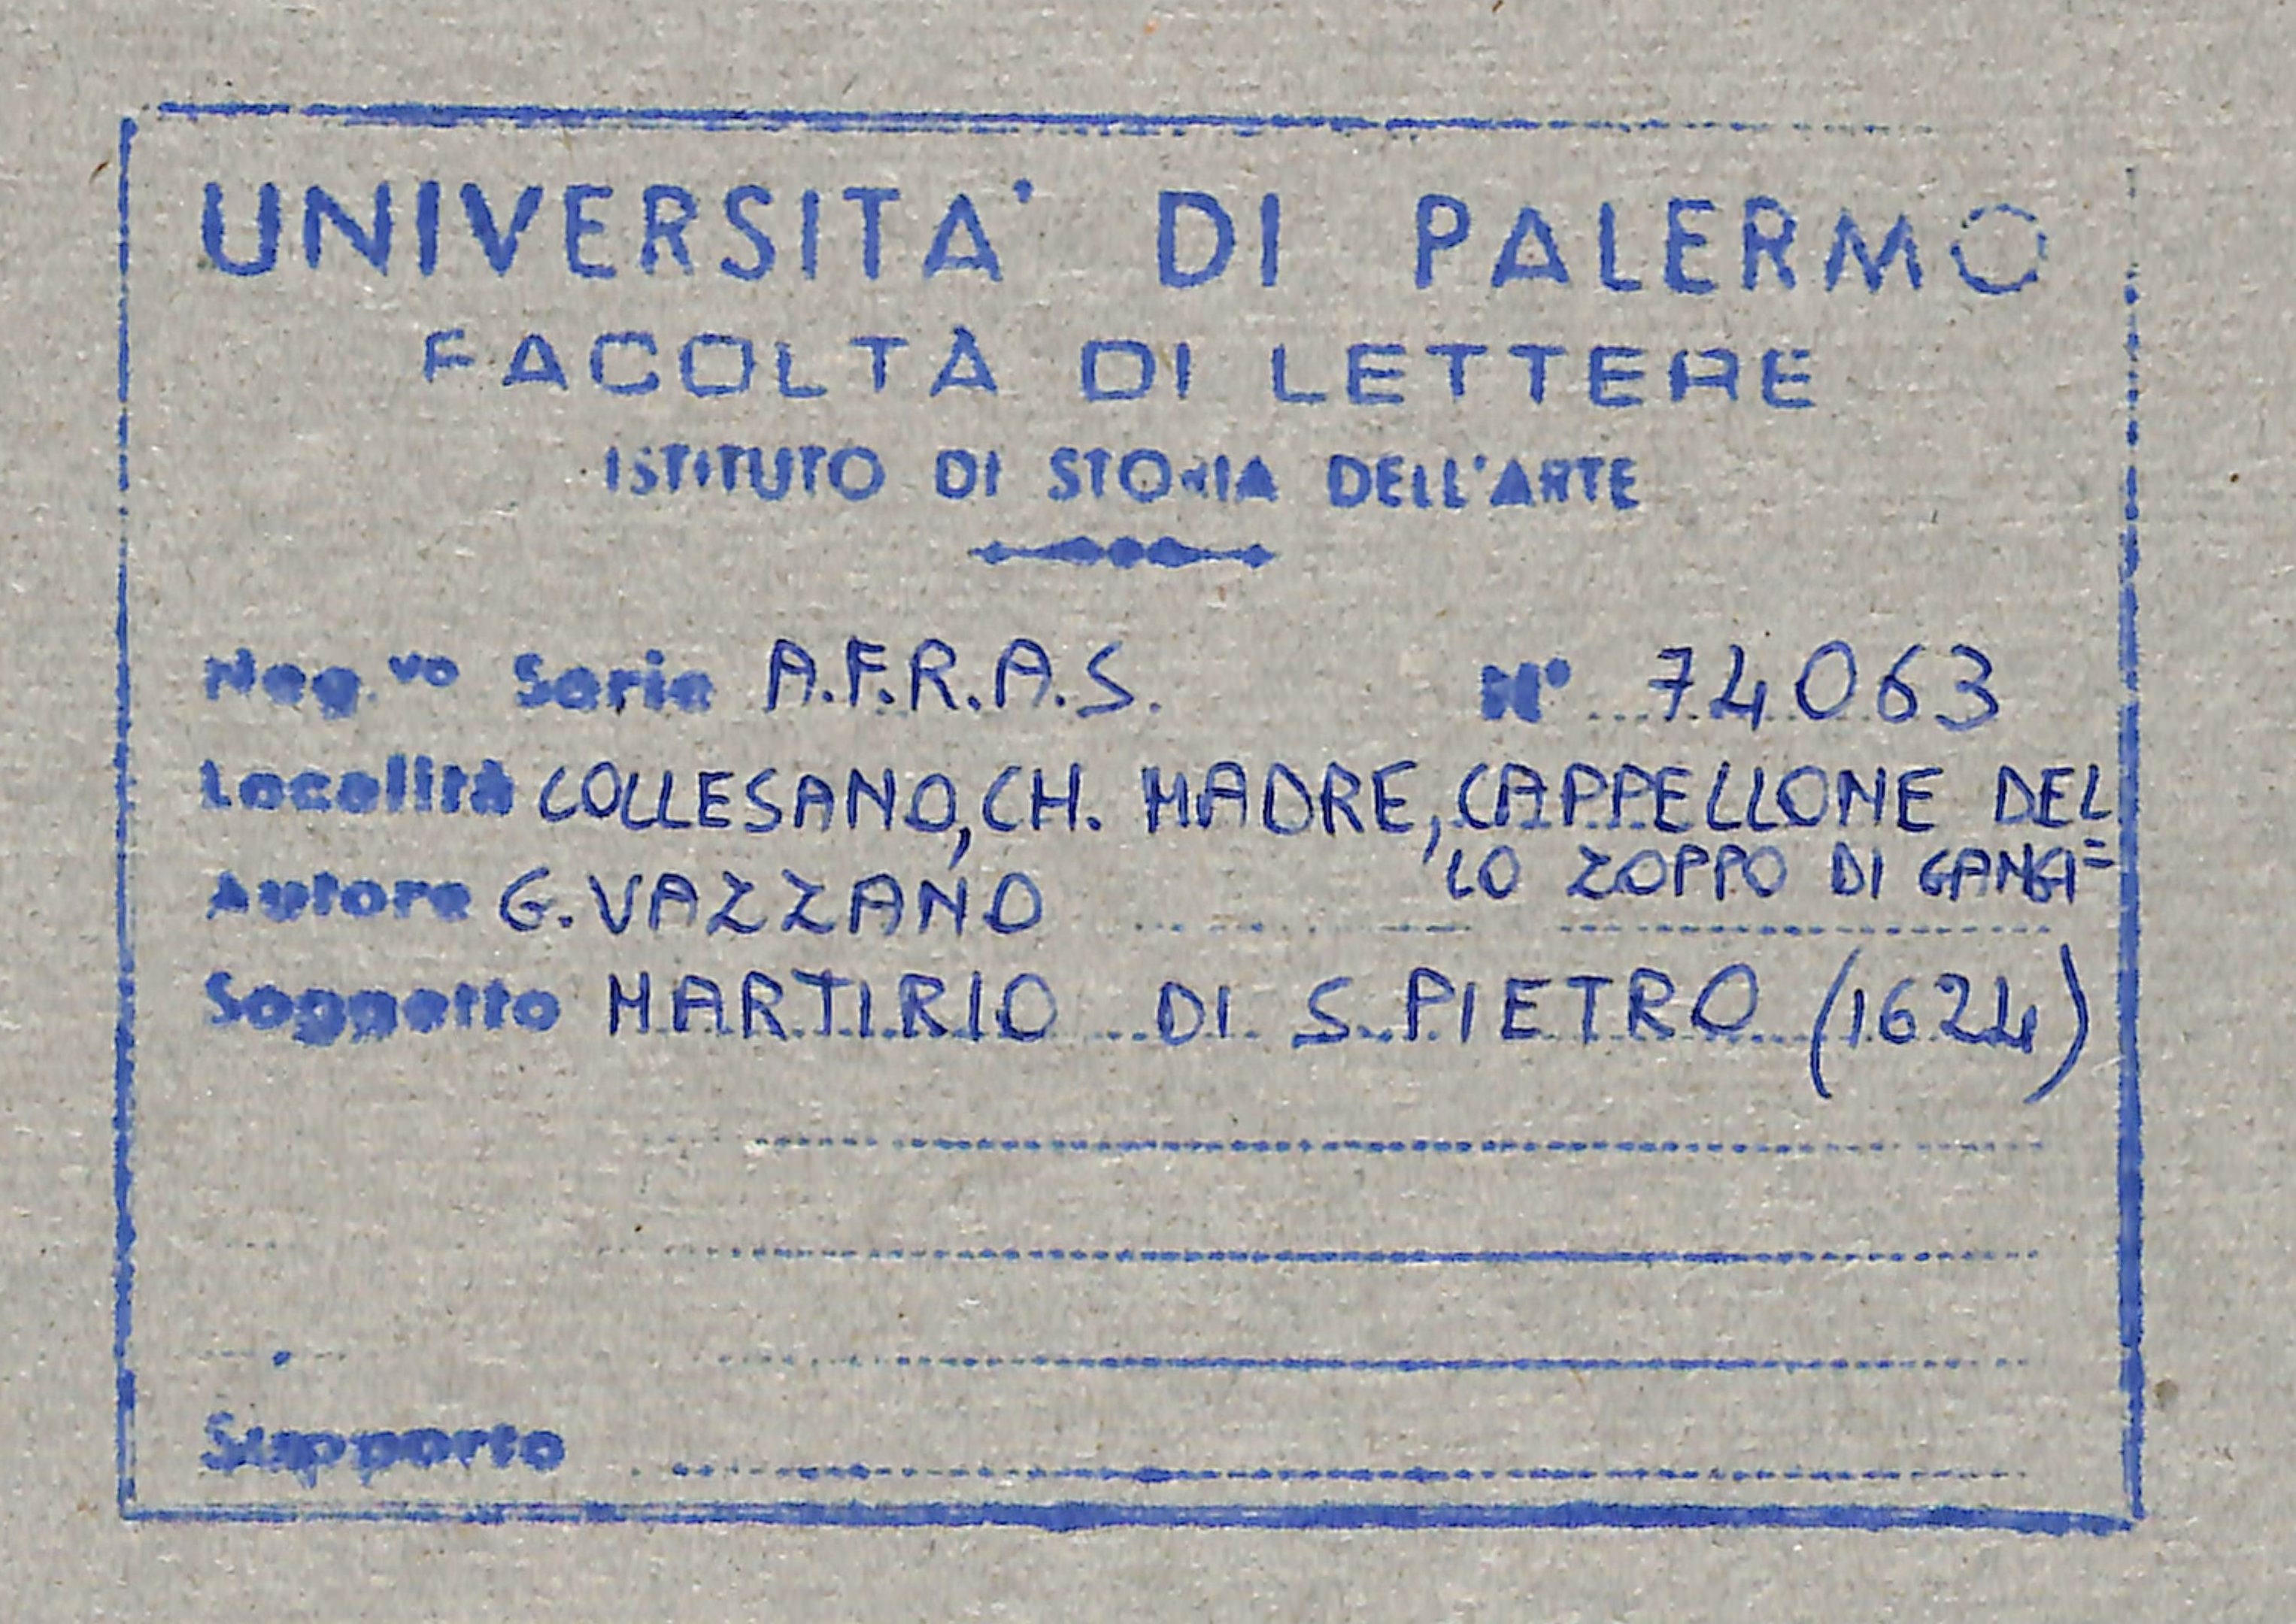 UNIVERSITA' DI PALERMO
FACOLTÀ DI LETTERE
ISTITUTO DI STORIA DELL'ARTE
Neg.vo Serie A.F.R.A.S. N° 74063
Località COLLESANO, CH. MADRE, CAPPELLONE DEL
LO ZOPPO DI GANGI=
Autore G. VAZZANO
Soggetto MARTIRIO DI S. PIETRO (1624)
Supporto